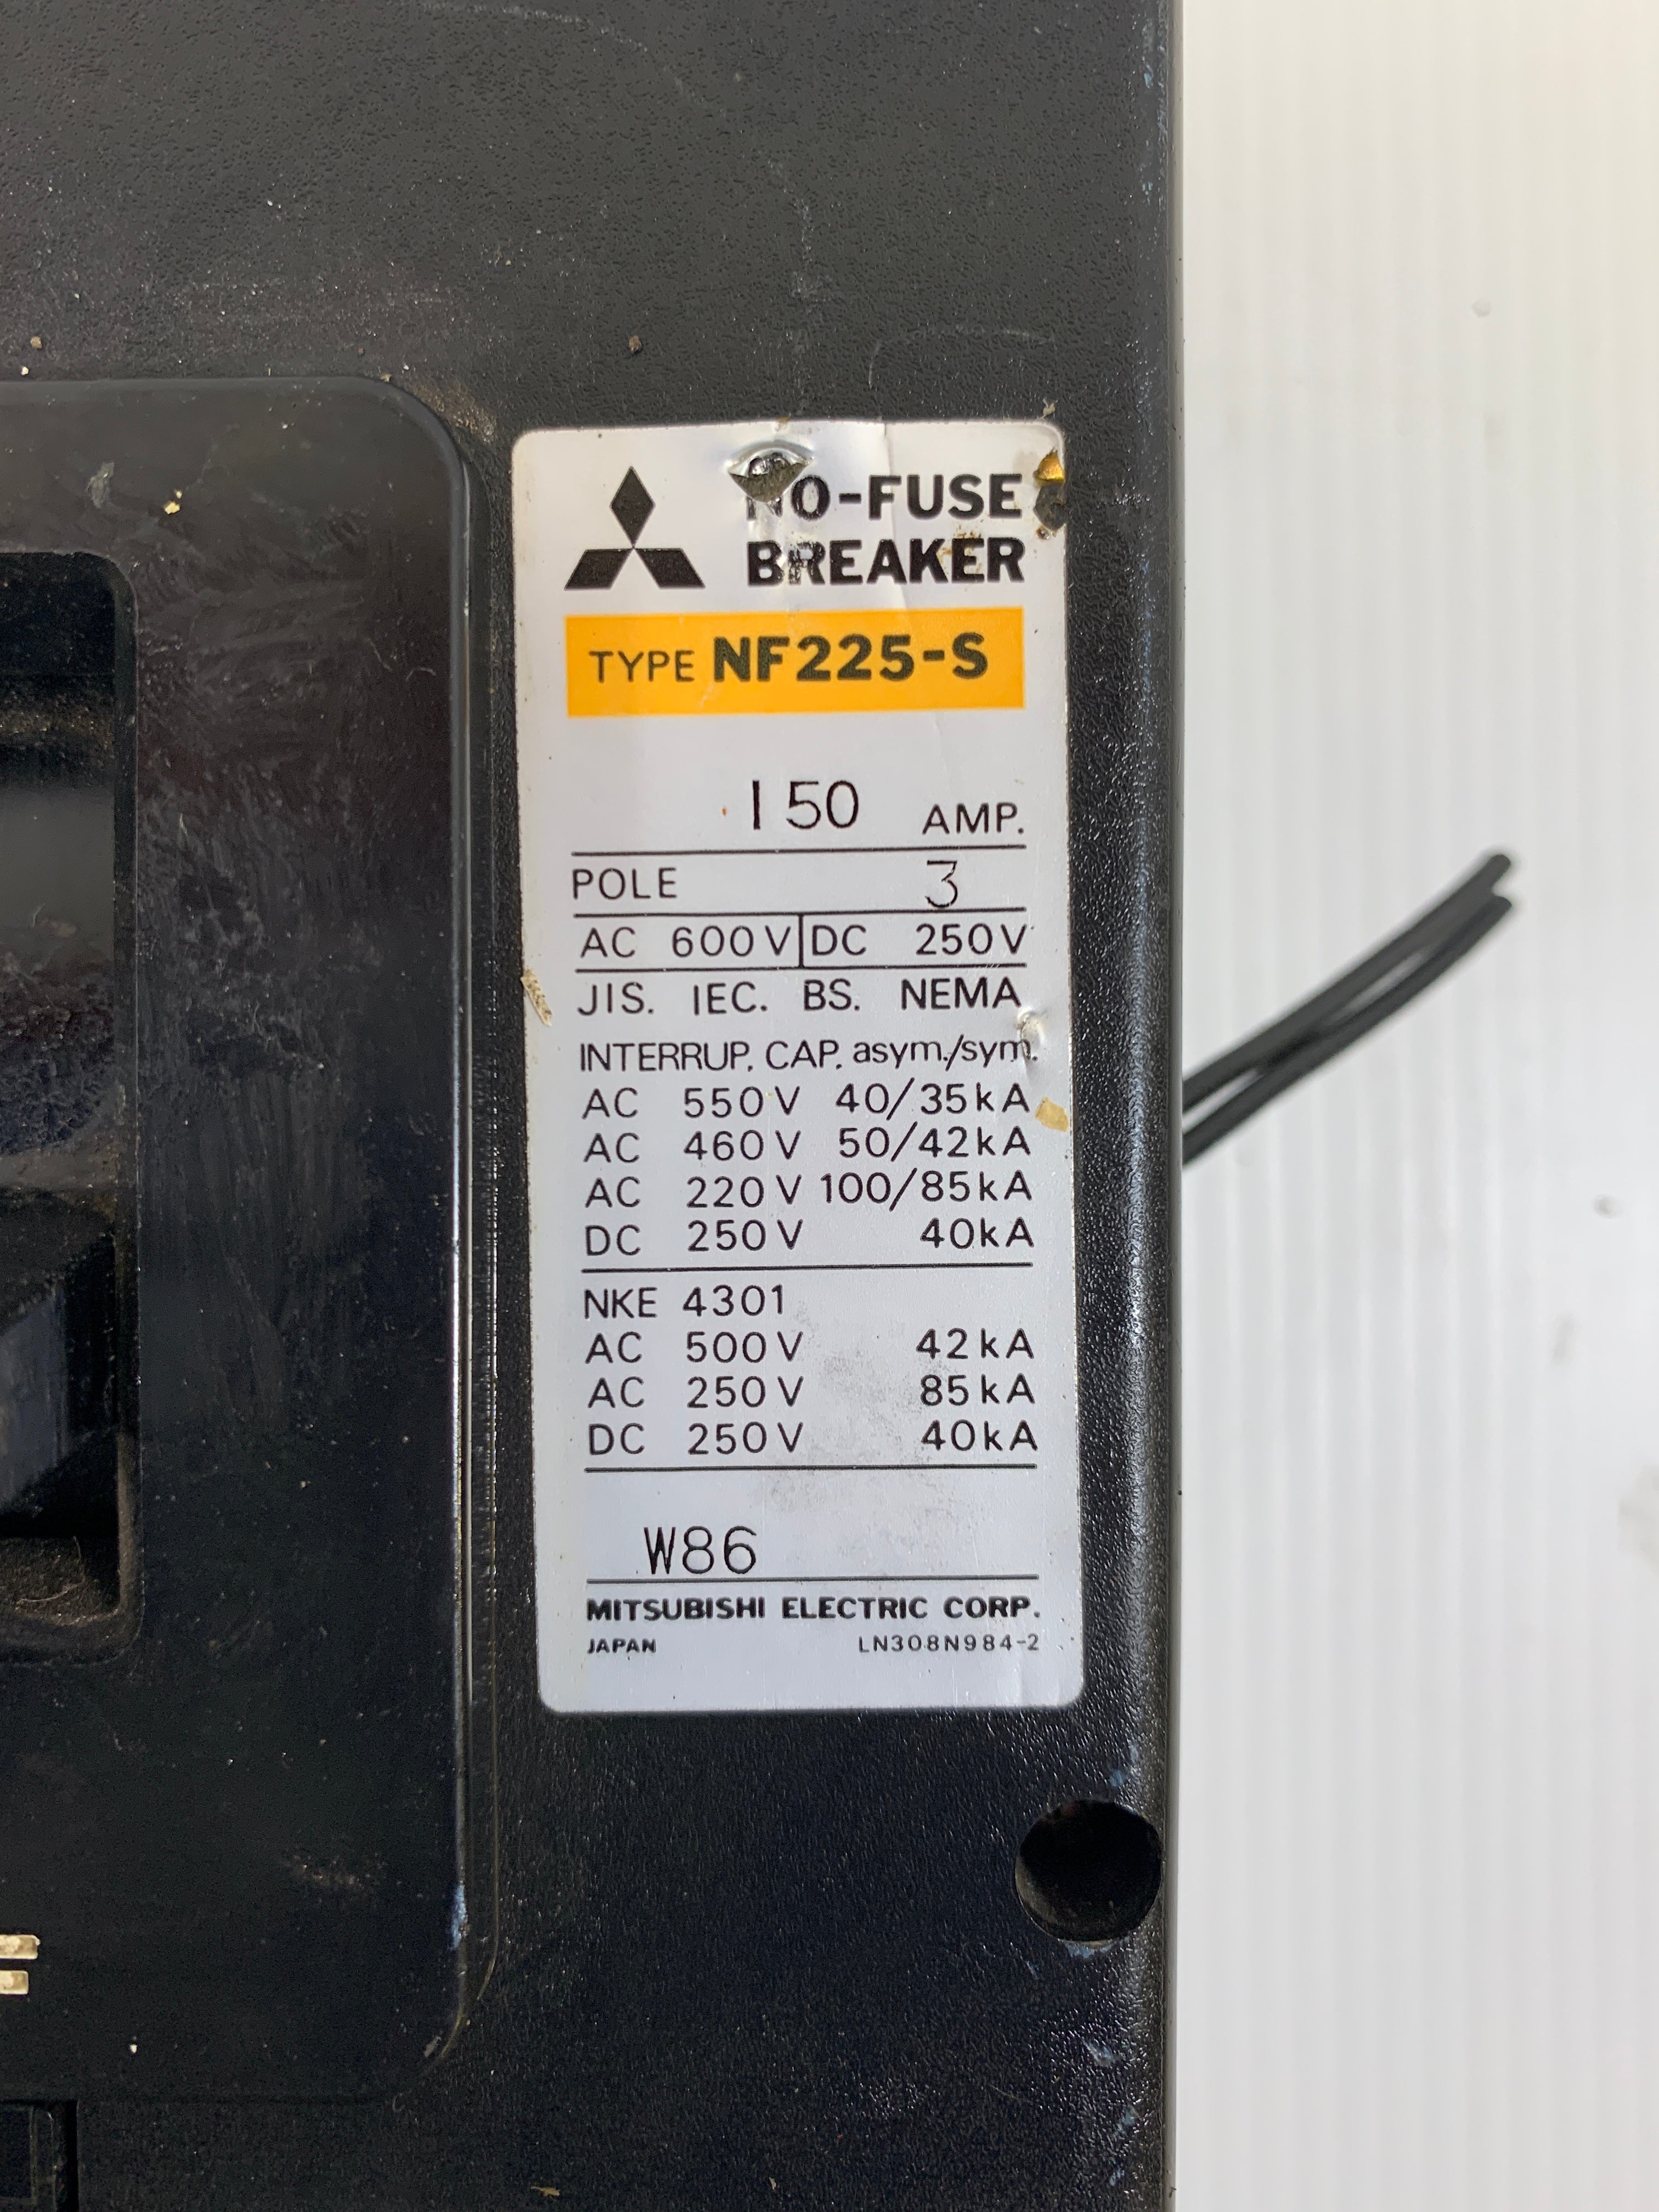 NO-FUSE
BREAKER
TYPE NF225-S
150 AMP.
POLE 3
AC 600V DC 250V
JIS. IEC. BS. NEMA
INTERRUP. CAP. asym./sym.
AC 550V 40/35kA
AC 460V 50/42kA
AC 220V 100/85kA
DC 250V 40kA
NKE 4301
AC 500V 42kA
AC 250V 85kA
DC 250V 40kA
W86
MITSUBISHI ELECTRIC CORP.
JAPAN LN308N984-2